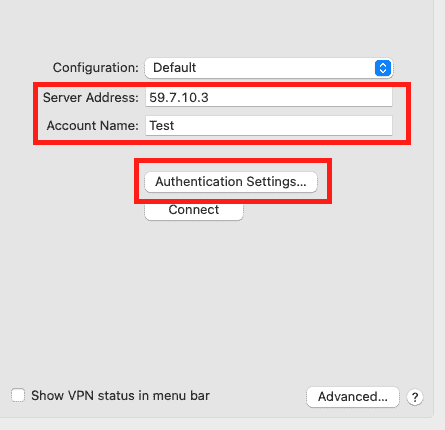 Configuration: Default
Server Address: 59.7.10.3
Account Name: Test
Authentication Settings...
Connect
Show VPN status in menu bar
Advanced... ?